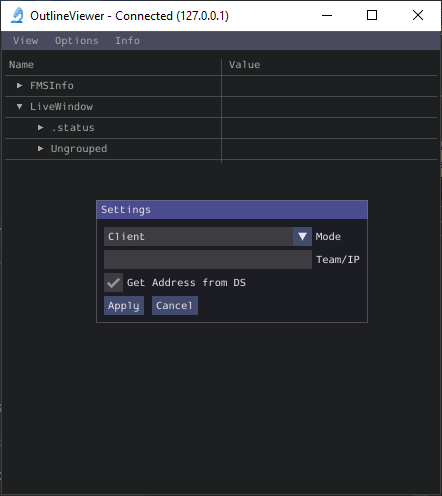 OutlineViewer - Connected (127.0.0.1)
View Options Info
Name Value
FMSInfo
LiveWindow
.status
Ungrouped
Settings
Client Mode
Team/IP
Get Address from DS
Apply Cancel